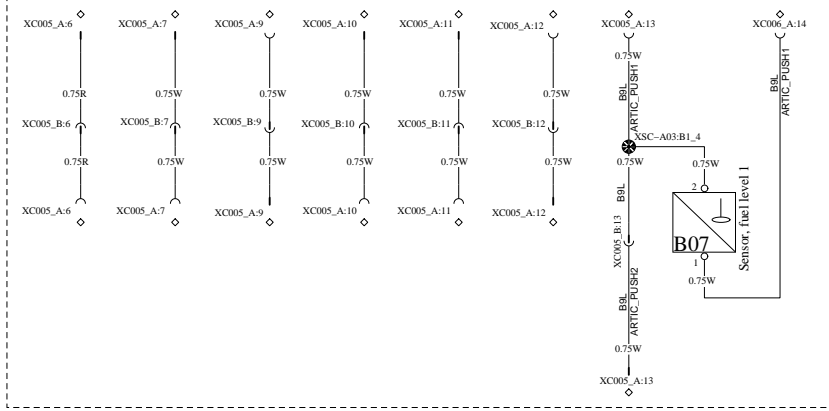 XC005_A:6
XC005_A:7
XC005_A:9
XC005_A:10
XC005_A:11
XC005_A:12
XC005_A:13
XC006_A:14
0.75W
B9L
ARTIC_PUSH1
B9L
ARTIC_PUSH1
0.75R
0.75W
0.75W
0.75W
0.75W
0.75W
XC005_B:6
XC005_B:7
XC005_B:9
XC005_B:10
XC005_B:11
XC005_B:12
XSC-A03:B1_4
0.75R
0.75W
0.75W
0.75W
0.75W
0.75W
0.75W
0.75W
B9L
2
Sensor, fuel level 1
B07
1
XC005_B:13
0.75W
B9L
ARTIC_PUSH2
XC005_A:6
XC005_A:7
XC005_A:9
XC005_A:10
XC005_A:11
XC005_A:12
0.75W
XC005_A:13